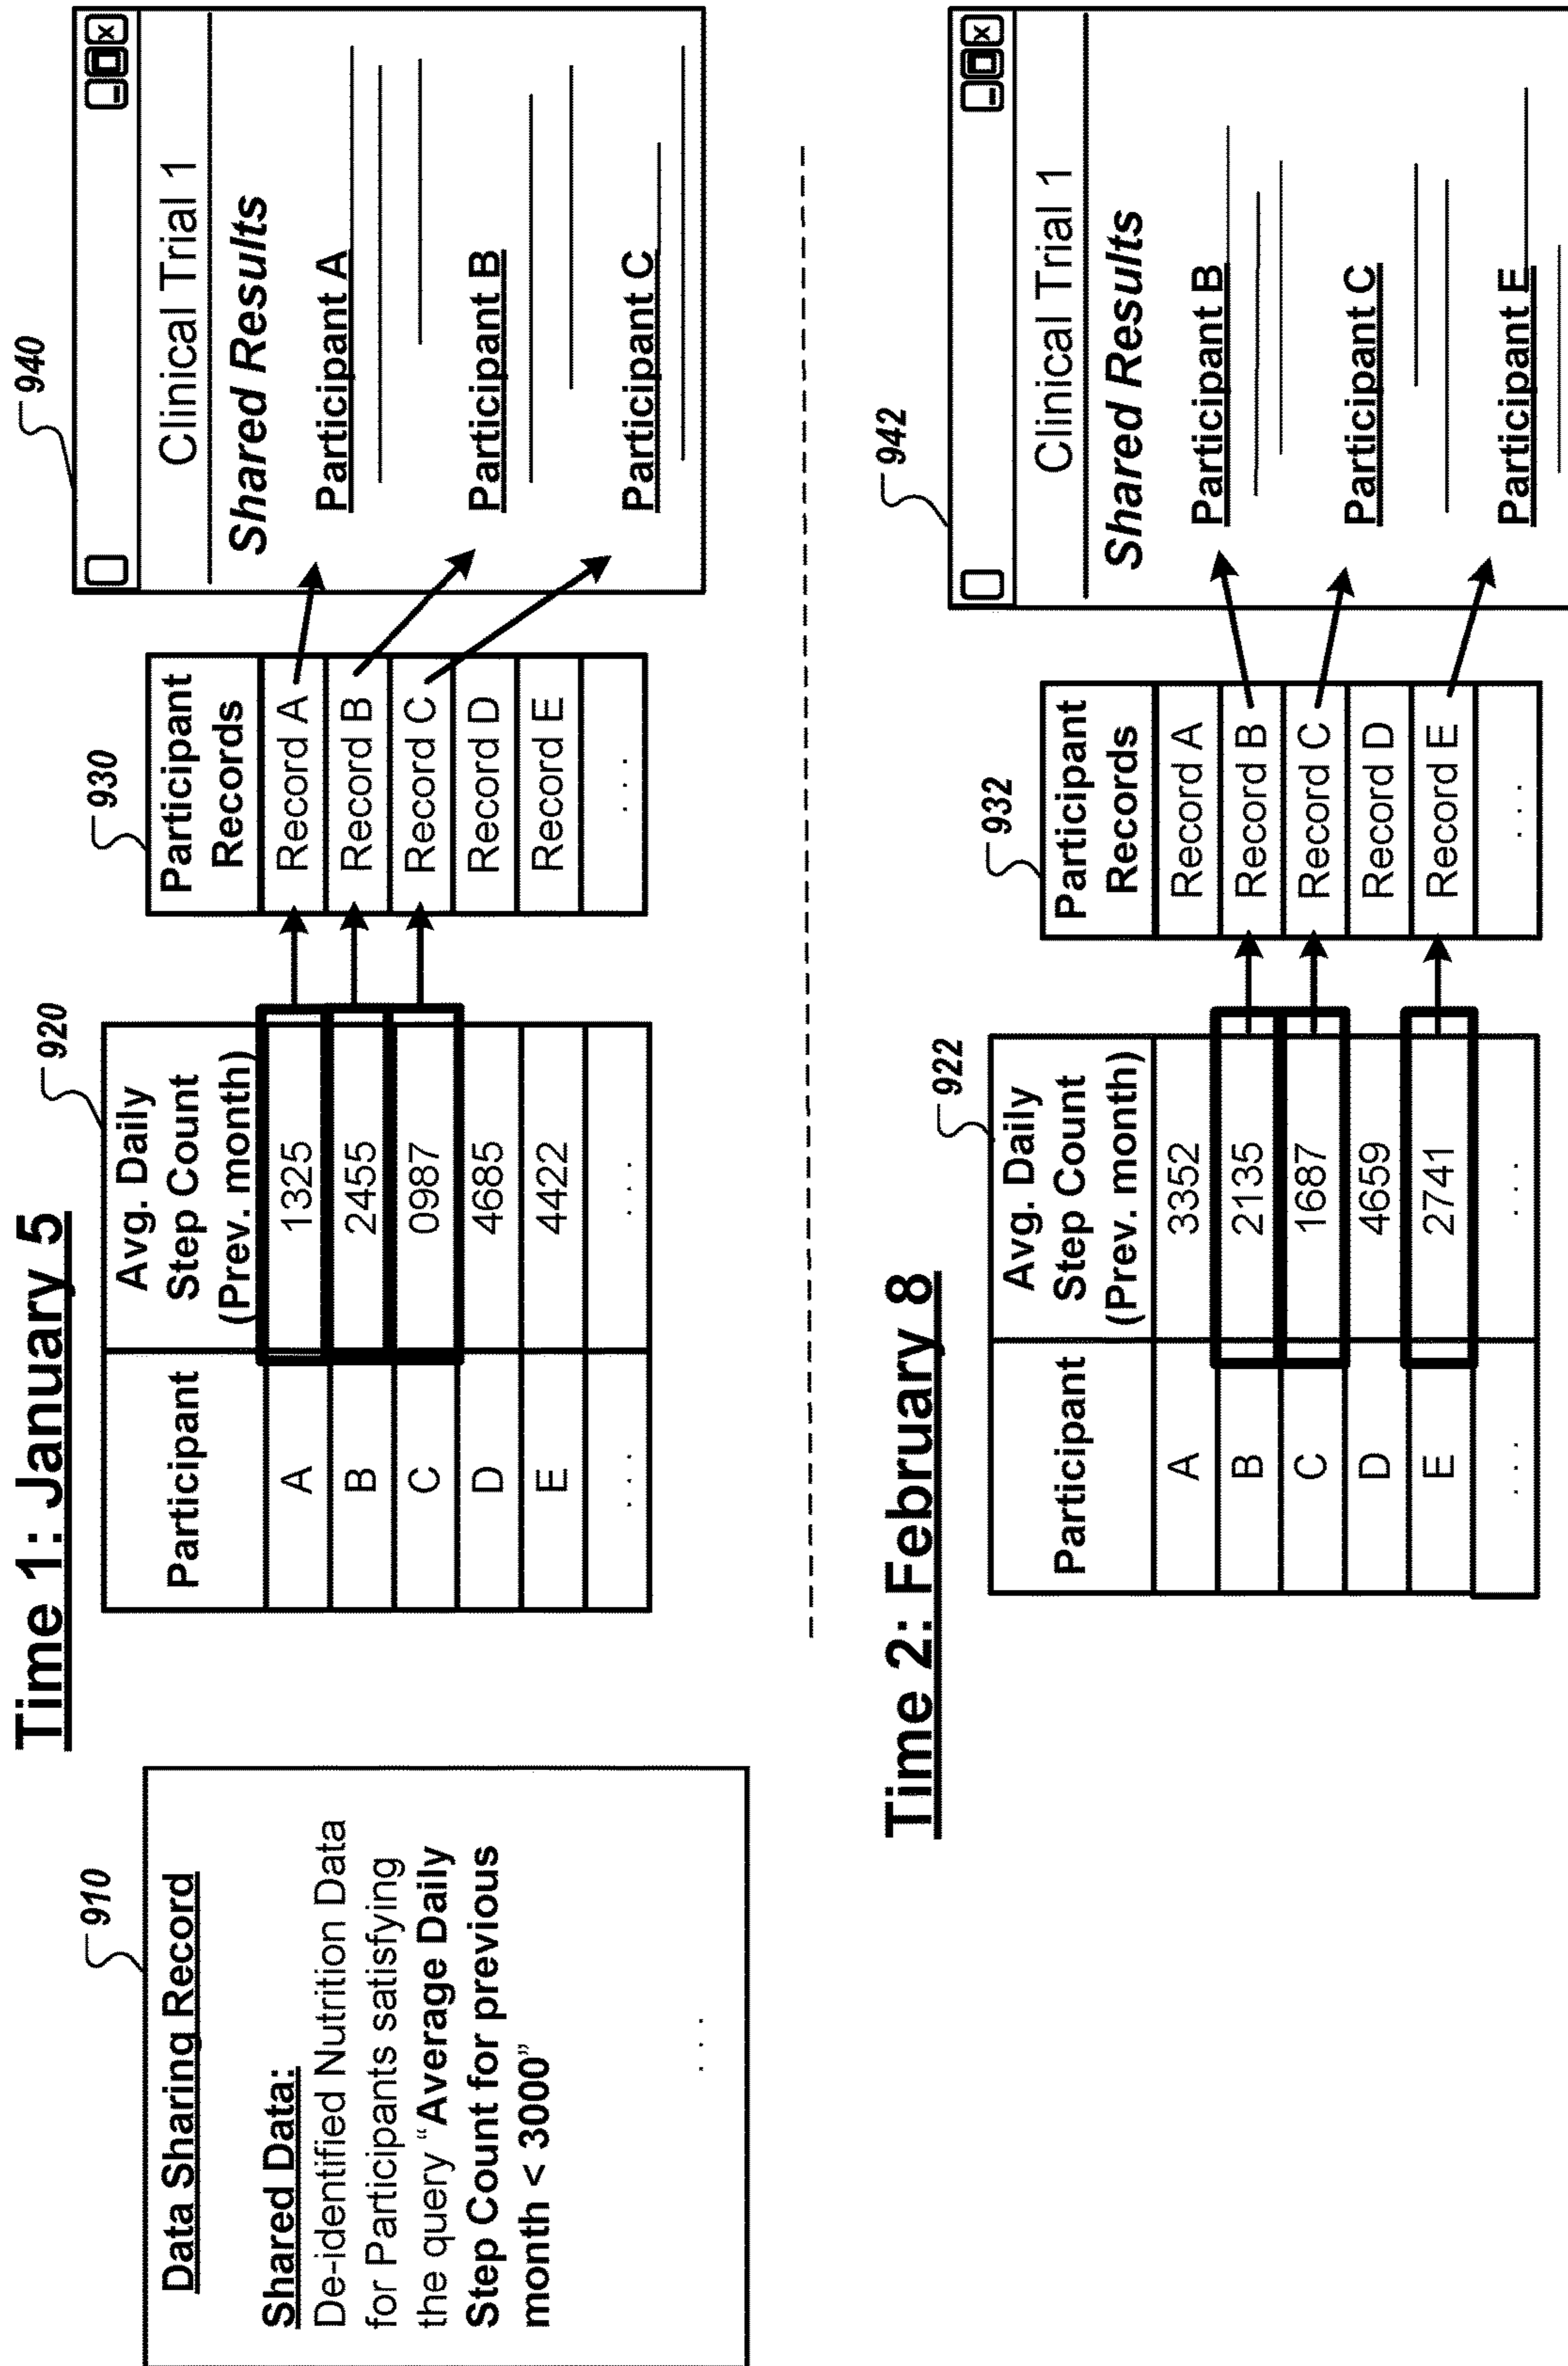 910
Data Sharing Record
Shared Data:
De-identified Nutrition Data
for Participants satisfying
the query “Average Daily
Step Count for previous
month < 3000”
. . .
Time 1: January 5
920
Participant
Avg. Daily
Step Count
(Prev. month)
A 1325
B 2455
C 0987
D 4685
E 4422
. . . . . .
930
Participant
Records
Record A
Record B
Record C
Record D
Record E
. . .
940
X
Clinical Trial 1
Shared Results
Participant A
Participant B
Participant C
Time 2: February 8
922
Participant
Avg. Daily
Step Count
(Prev. month)
A 3352
B 2135
C 1687
D 4659
E 2741
. . . . . .
932
Participant
Records
Record A
Record B
Record C
Record D
Record E
. . .
942
X
Clinical Trial 1
Shared Results
Participant B
Participant C
Participant E